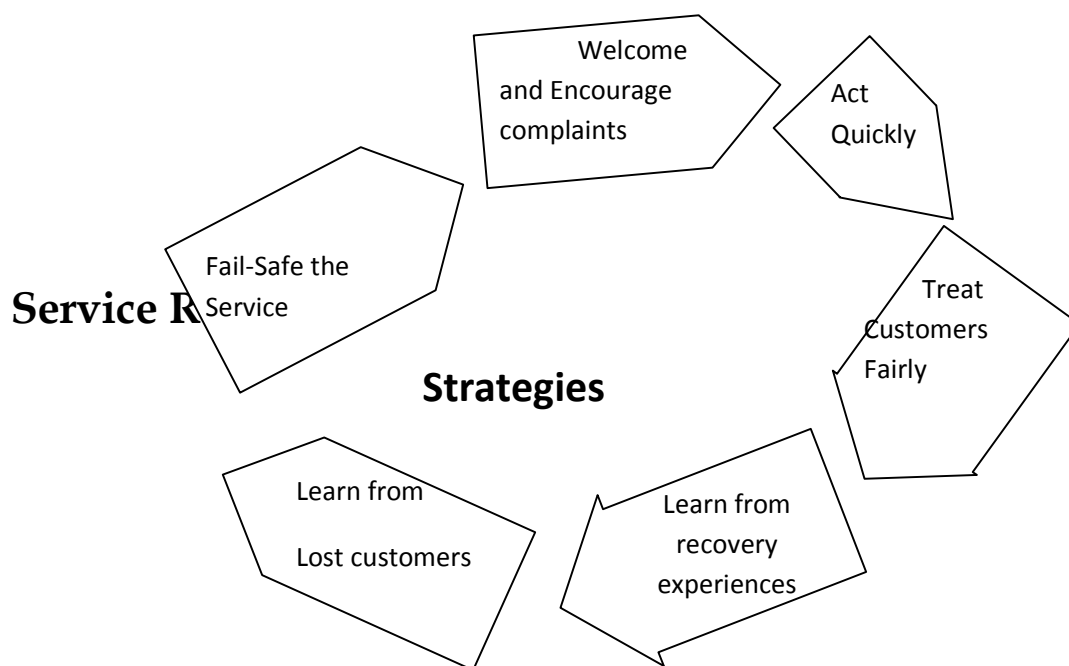 Welcome
and Encourage
complaints
Act
Quickly
Fail-Safe the
Service
Service R
Treat
Customers
Fairly
Strategies
Learn from
Lost customers
Learn from
recovery
experiences